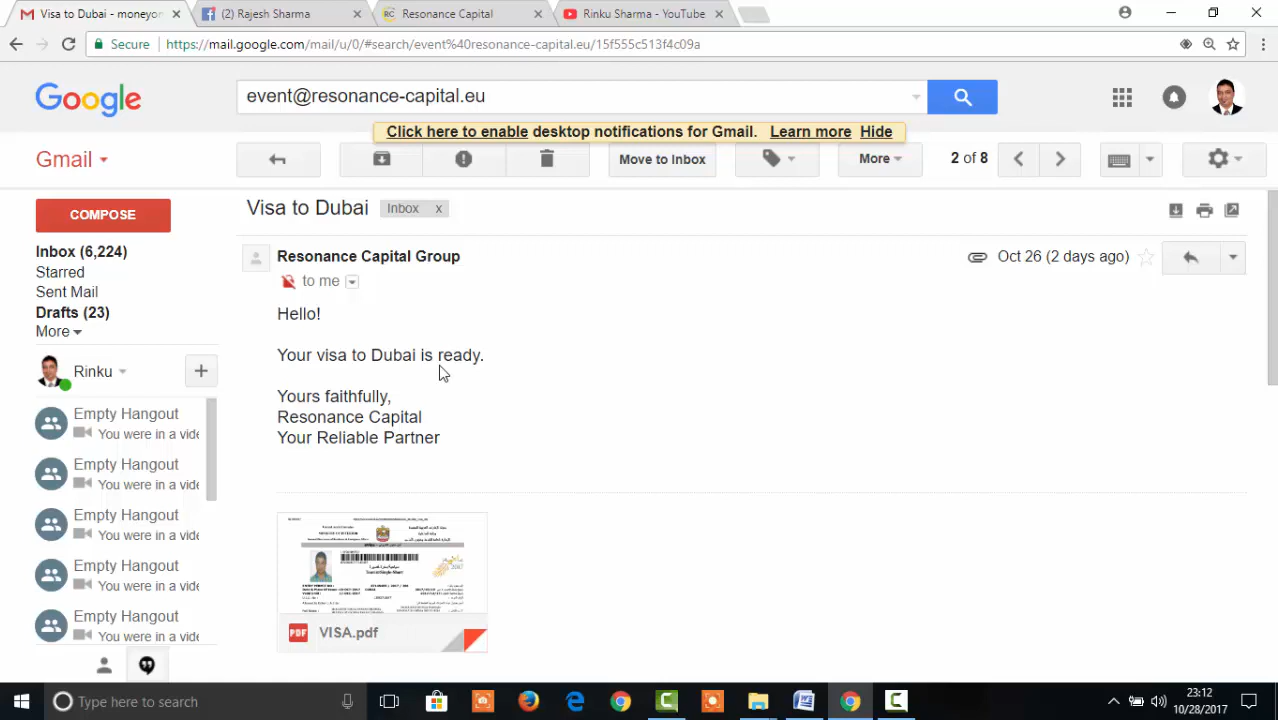 Visa to Dubai - moneyon
(2) Rajesh Sharma
Resonance Capital
Rinku Sharma - YouTube
Secure
https://mail.google.com/mail/u/0/#search/event%40resonance-capital.eu/15f555c513f4c09a
Google
event@resonance-capital.eu
Click here to enable desktop notifications for Gmail. Learn more Hide
Gmail
Move to Inbox
More
2 of 8
COMPOSE
Visa to Dubai
Inbox x
Inbox (6,224)
Starred
Sent Mail
Drafts (23)
More
Resonance Capital Group
Oct 26 (2 days ago)
to me
Hello!
Your visa to Dubai is ready.
Yours faithfully,
Resonance Capital
Your Reliable Partner
Rinku
Empty Hangout
You were in a vide
Empty Hangout
You were in a vide
Empty Hangout
You were in a vide
Empty Hangout
You were in a vide
Empty Hangout
You were in a vide
PDF VISA.pdf
Type here to search
23:12
10/28/2017